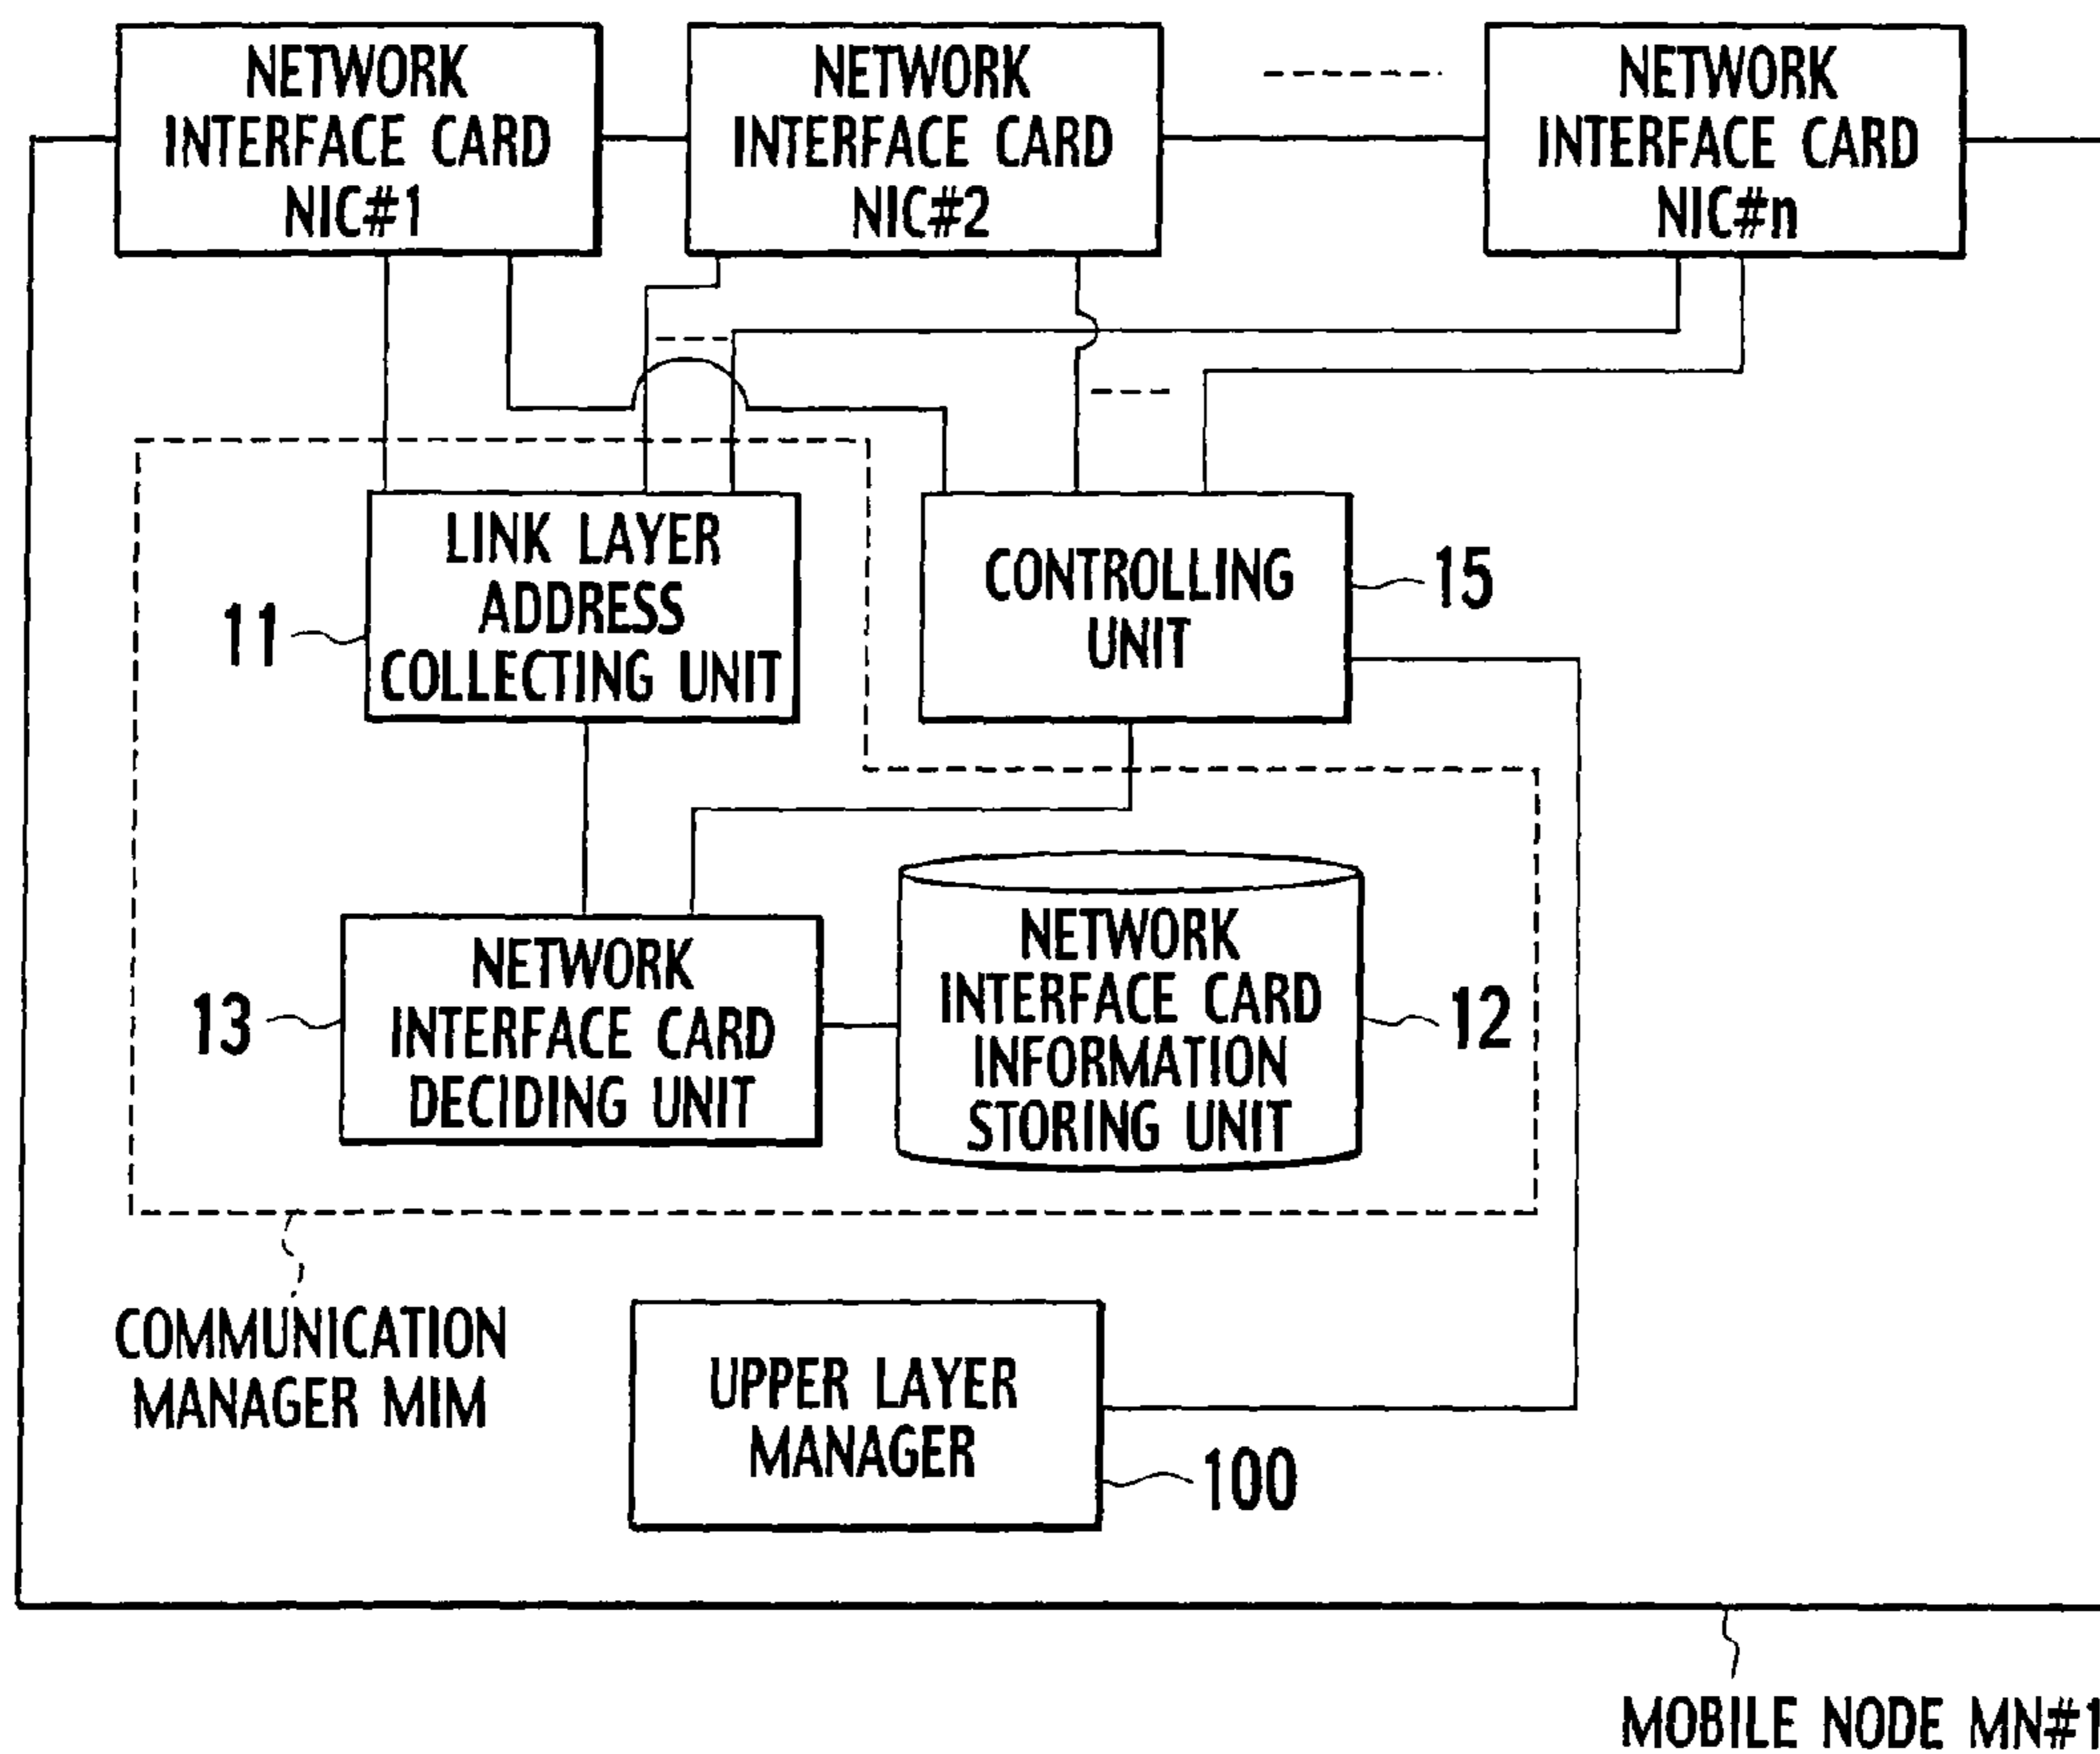 NETWORK
INTERFACE CARD
NIC#1
NETWORK
INTERFACE CARD
NIC#2
NETWORK
INTERFACE CARD
NIC#n
LINK LAYER
ADDRESS
COLLECTING UNIT
11
CONTROLLING
UNIT
15
NETWORK
INTERFACE CARD
DECIDING UNIT
13
NETWORK
INTERFACE CARD
INFORMATION
STORING UNIT
12
COMMUNICATION
MANAGER MIM
UPPER LAYER
MANAGER
100
MOBILE NODE MN#1